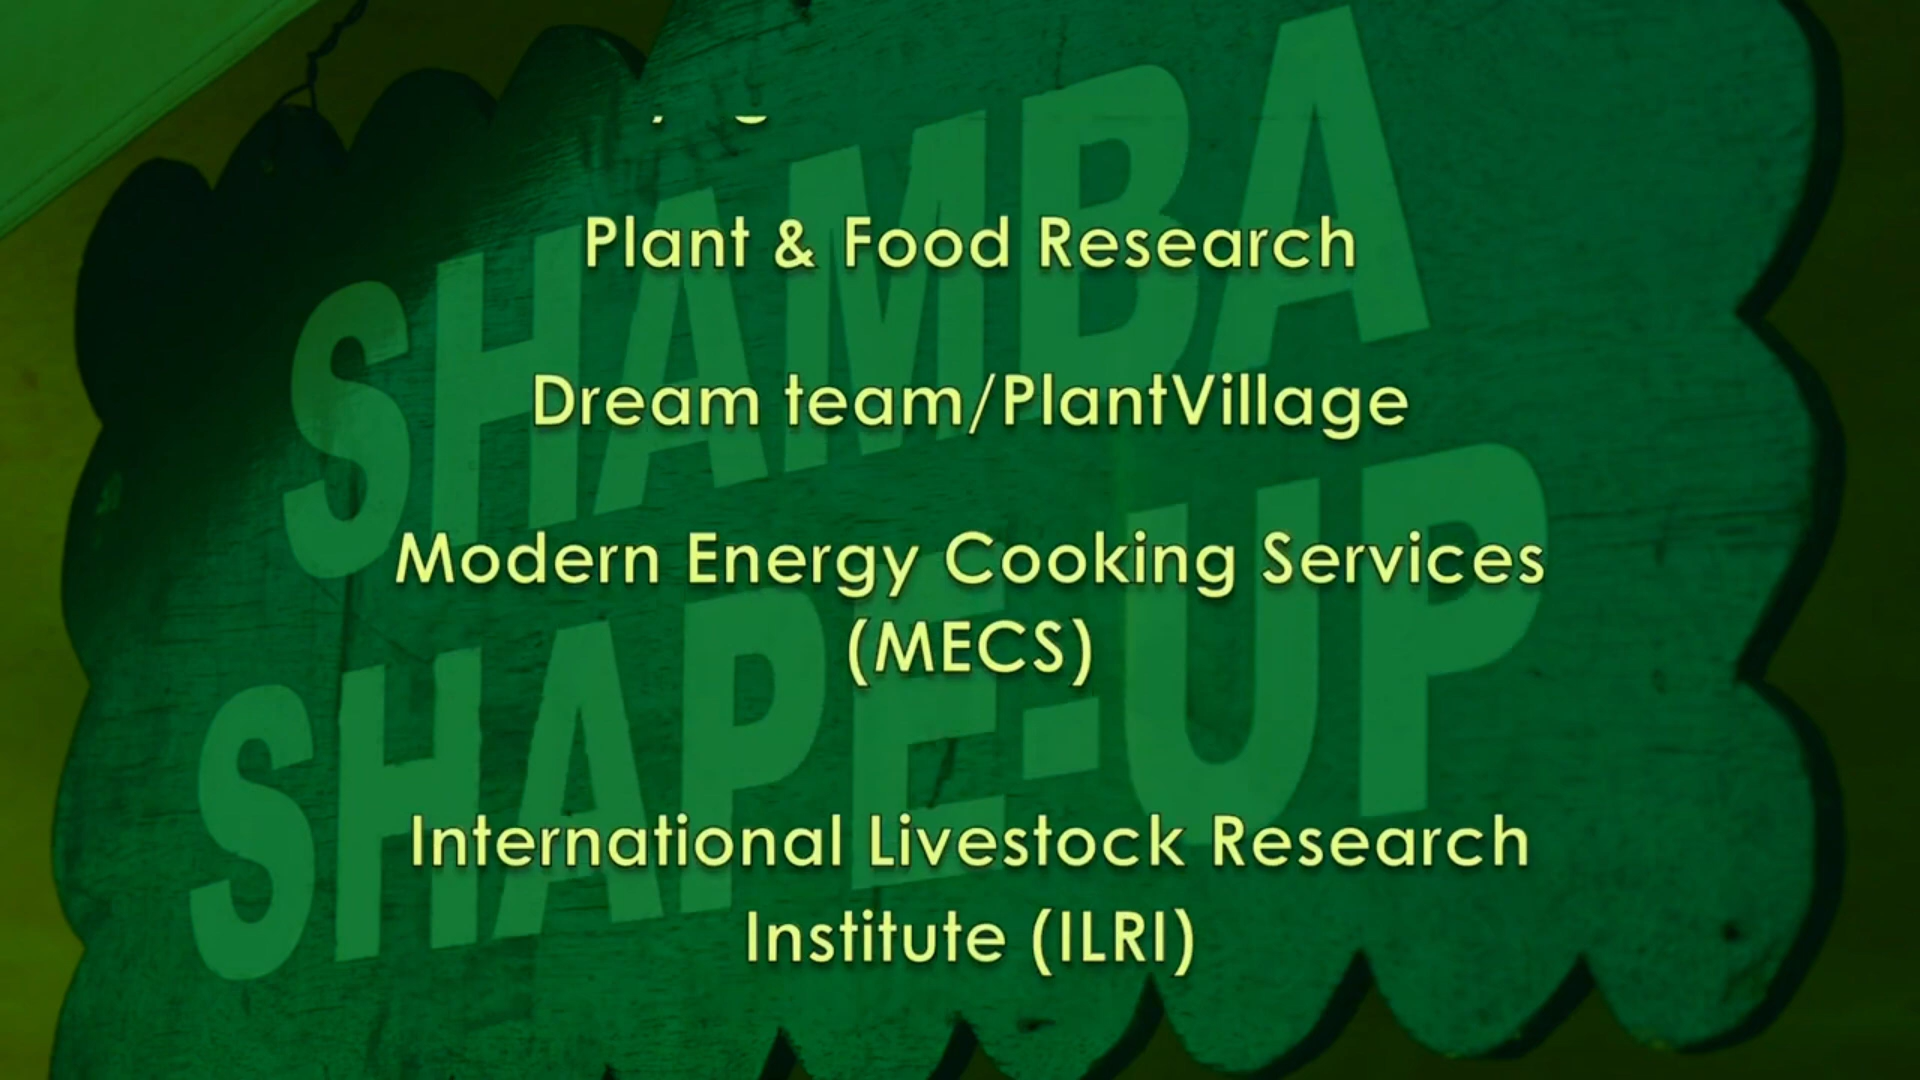 Plant & Food Research
Dream team/PlantVillage
Modern Energy Cooking Services
(MECS)
International Livestock Research
Institute (ILRI)
SHAMBA
SHAPE-UP